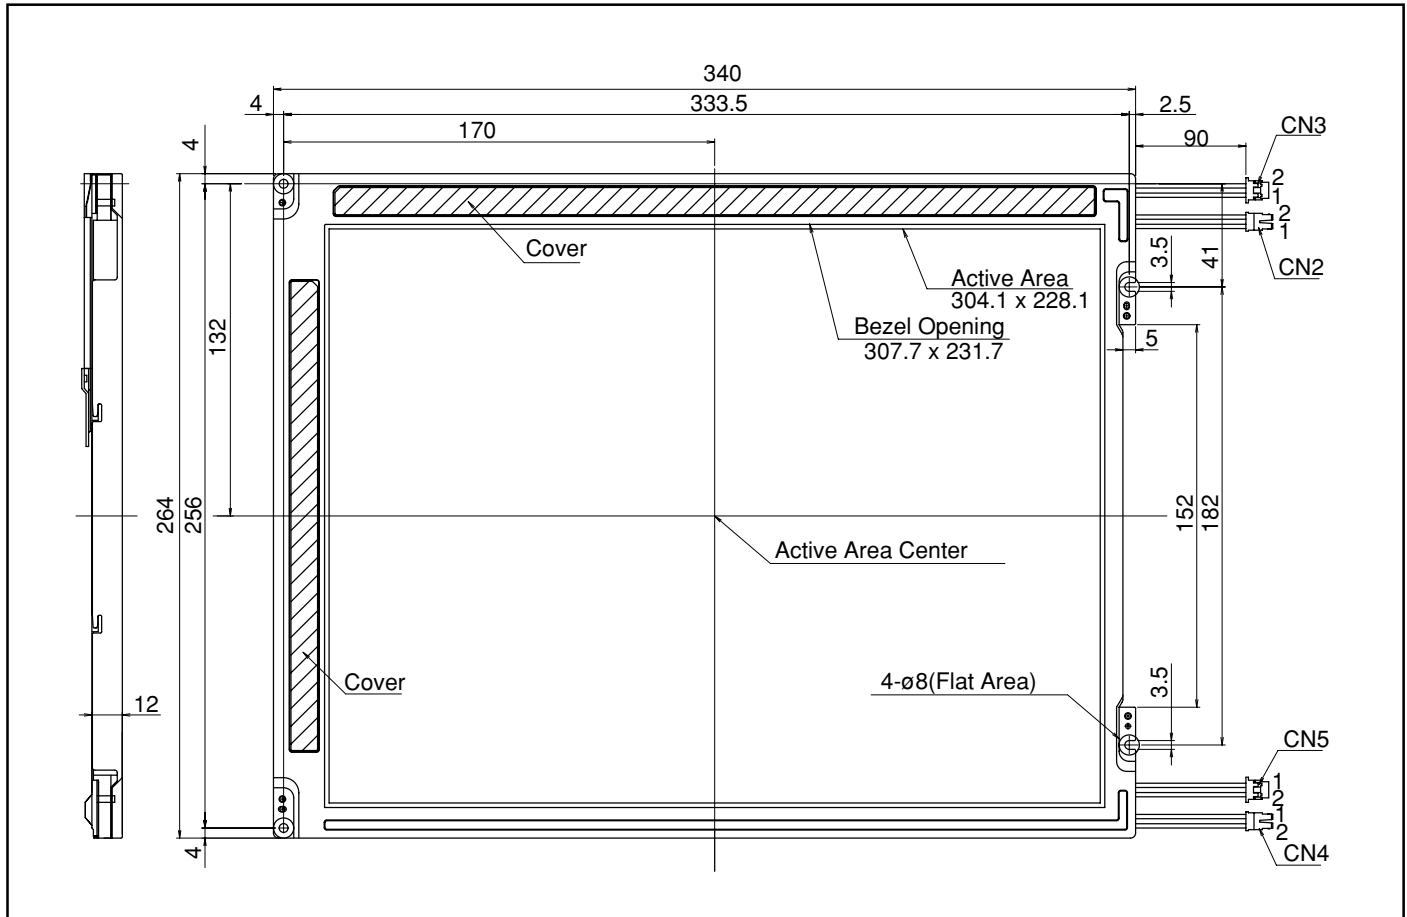 340
4
333.5
2.5
170
90
CN3
4
2
1
2
1
CN2
Cover
3.5
41
Active Area
304.1 x 228.1
Bezel Opening
307.7 x 231.7
5
132
264
256
152
182
Active Area Center
Cover
4-ø8(Flat Area)
3.5
12
CN5
1
2
1
2
CN4
4